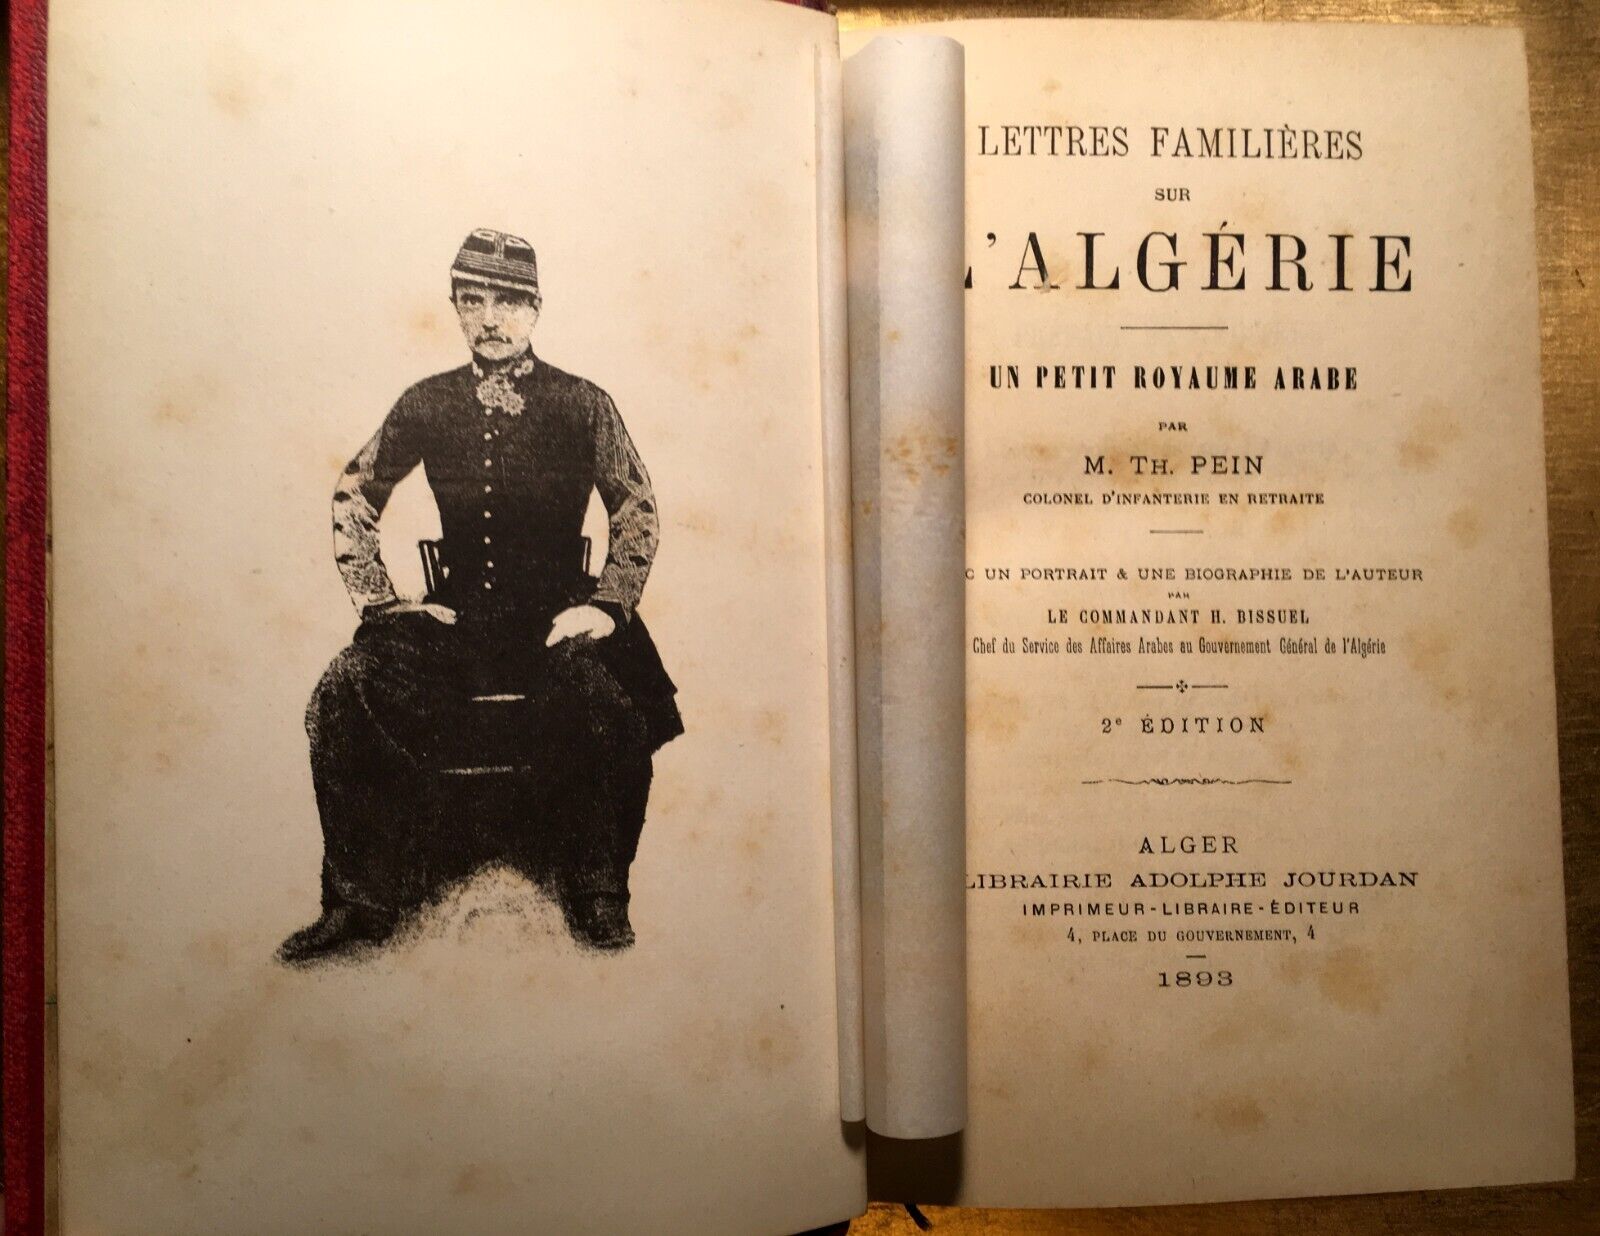 LETTRES FAMILIÈRES
SUR
L'ALGÉRIE
UN PETIT ROYAUME ARABE
PAR
M. TH. PEIN
COLONEL D'INFANTERIE EN RETRAITE
C UN PORTRAIT & UNE BIOGRAPHIE DE L'AUTEUR
PAR
LE COMMANDANT H. BISSUEL
Chef du Service des Affaires Arabes au Gouvernement Général de l'Algérie
2e ÉDITION
ALGER
LIBRAIRIE ADOLPHE JOURDAN
IMPRIMEUR-LIBRAIRE-ÉDITEUR
4, PLACE DU GOUVERNEMENT, 4
1893